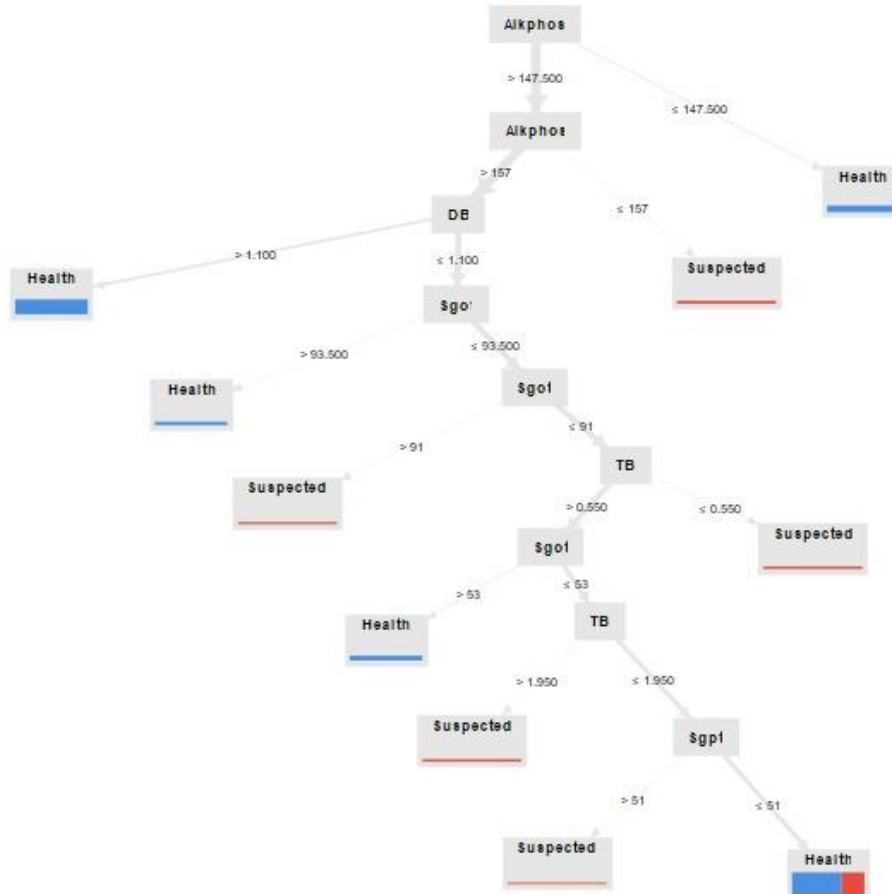 Alkphos
> 147.500
≤ 147.500
Alkphos
Health
> 157
≤ 157
DB
Suspected
> 1.100
≤ 1.100
Health
Sgot
> 93.500
≤ 93.500
Health
Sgot
≤ 91
> 91
TB
Suspected
> 0.550
≤ 0.550
Suspected
Sgot
> 53
≤ 53
Health
TB
> 1.950
≤ 1.950
Suspected
Sgpt
> 51
≤ 51
Suspected
Health